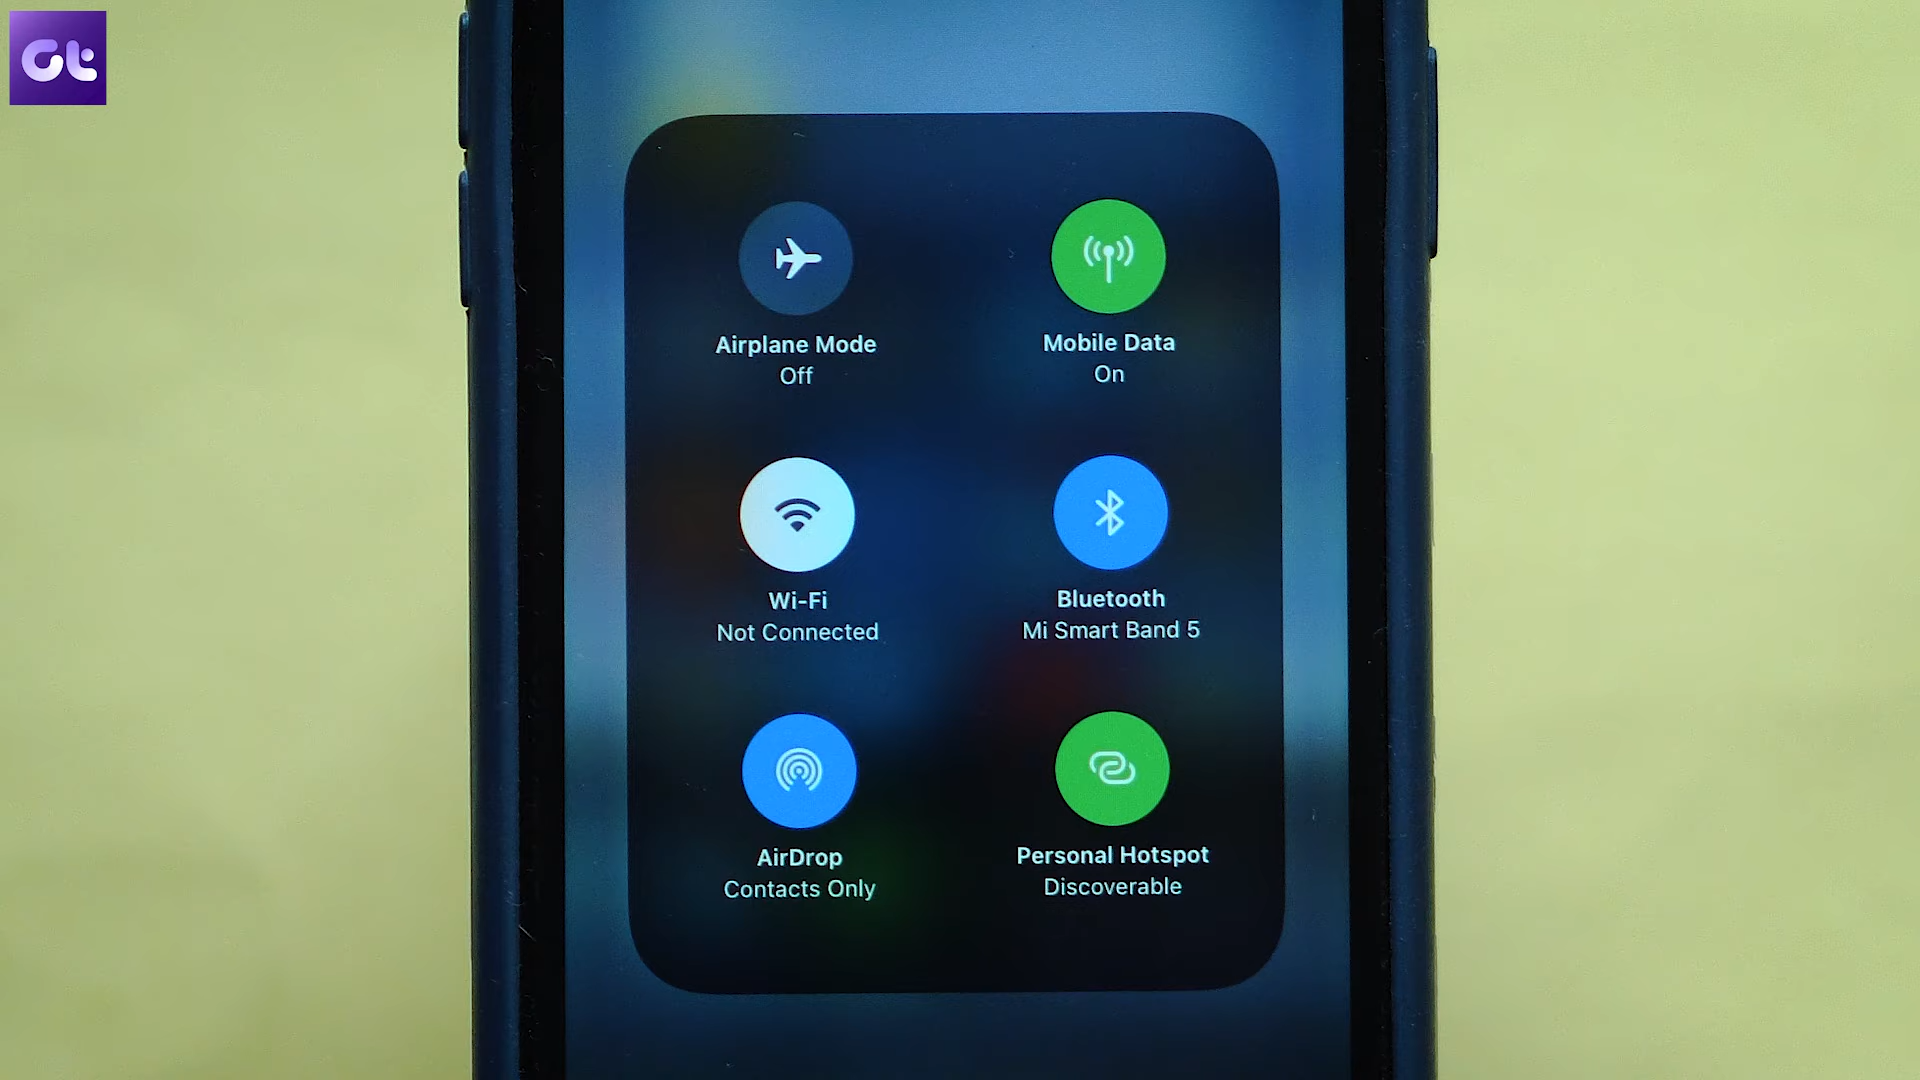 Gt
Airplane Mode
Off
Mobile Data
On
Wi-Fi
Not Connected
Bluetooth
Mi Smart Band 5
AirDrop
Contacts Only
Personal Hotspot
Discoverable